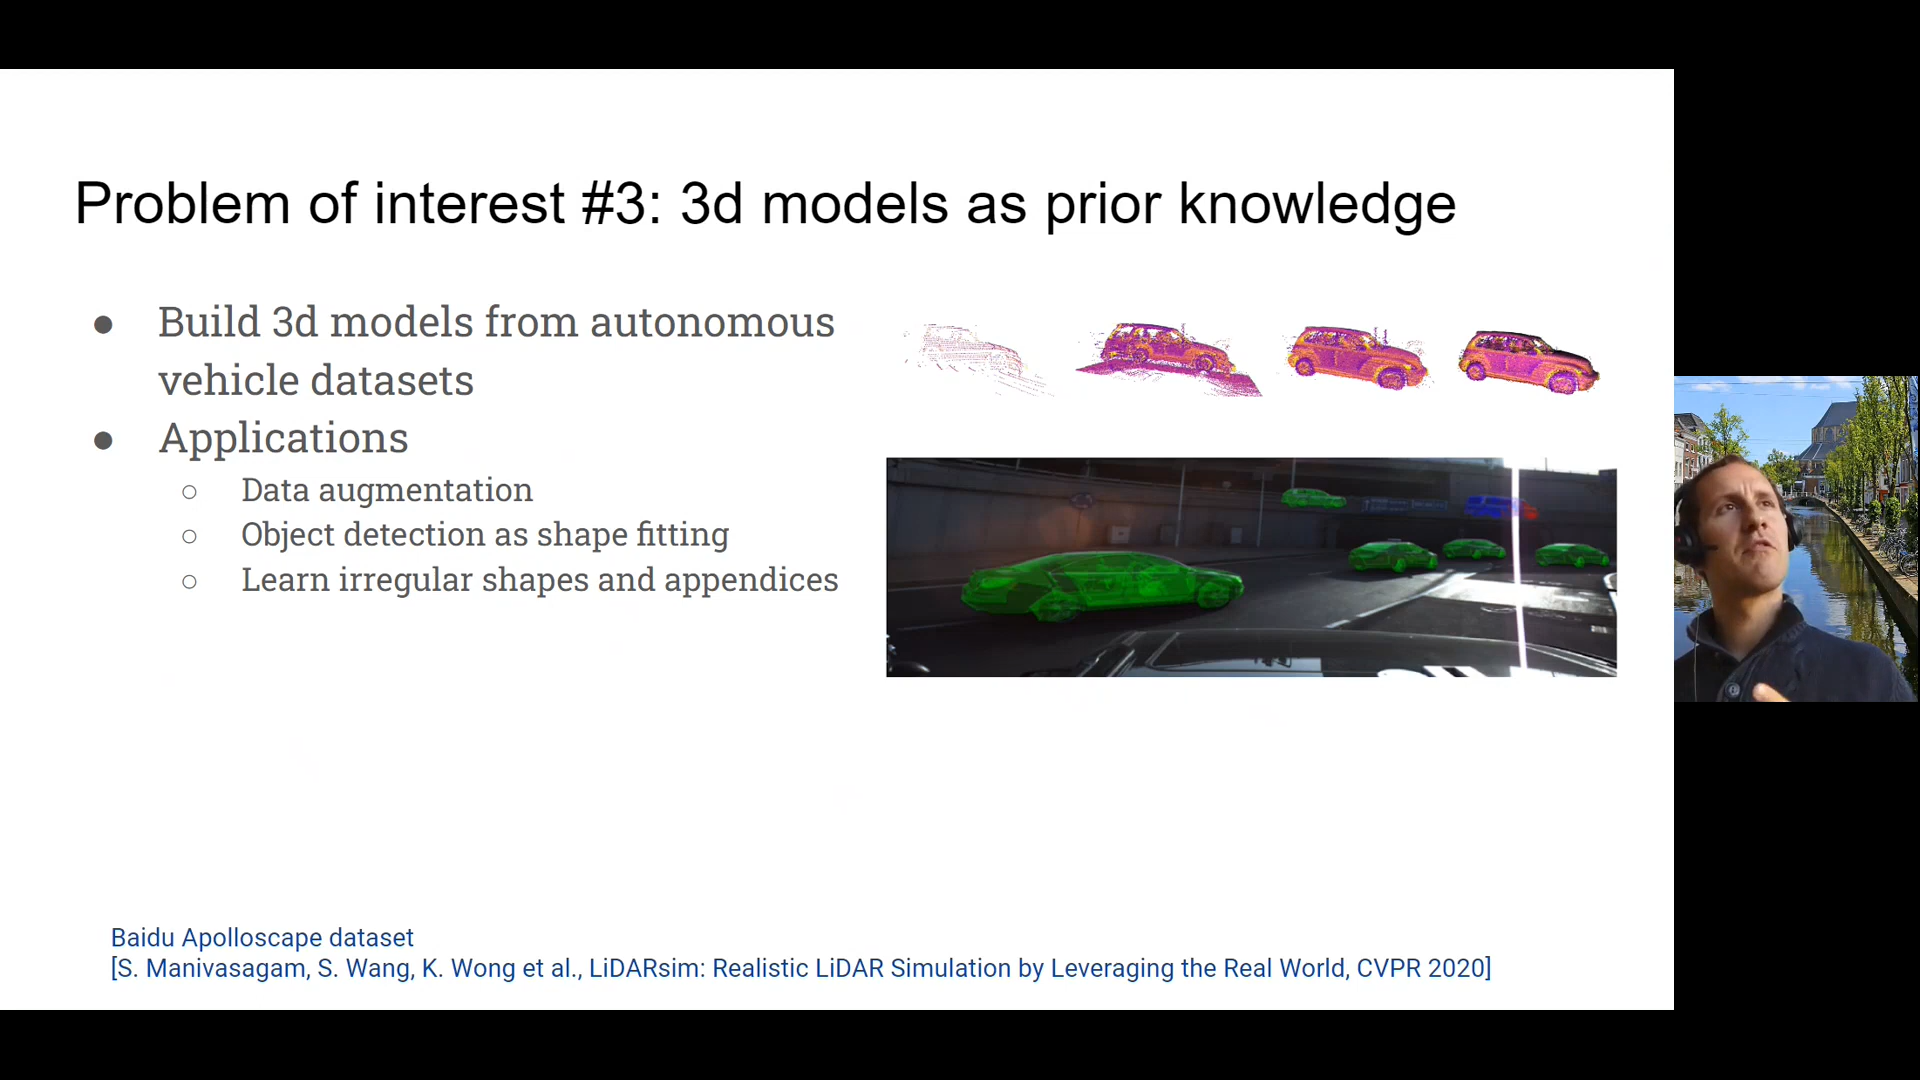 Problem of interest #3: 3d models as prior knowledge
● Build 3d models from autonomous
vehicle datasets
● Applications
○ Data augmentation
○ Object detection as shape fitting
○ Learn irregular shapes and appendices
Baidu Apolloscape dataset
[S. Manivasagam, S. Wang, K. Wong et al., LiDARsim: Realistic LiDAR Simulation by Leveraging the Real World, CVPR 2020]